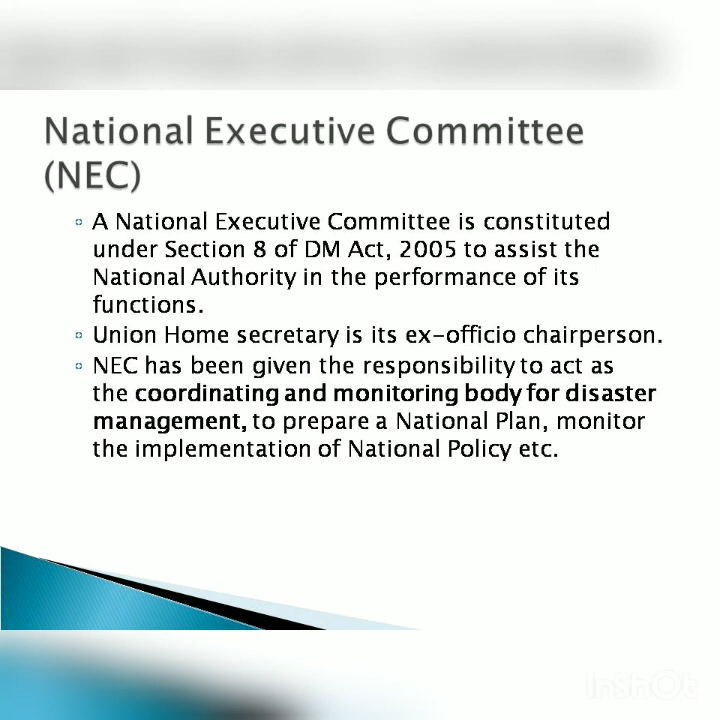 National Executive Committee
(NEC)
A National Executive Committee is constituted
under Section 8 of DM Act, 2005 to assist the
National Authority in the performance of its
functions.
Union Home secretary is its ex-officio chairperson.
NEC has been given the responsibility to act as
the coordinating and monitoring body for disaster
management, to prepare a National Plan, monitor
the implementation of National Policy etc.
InShOt